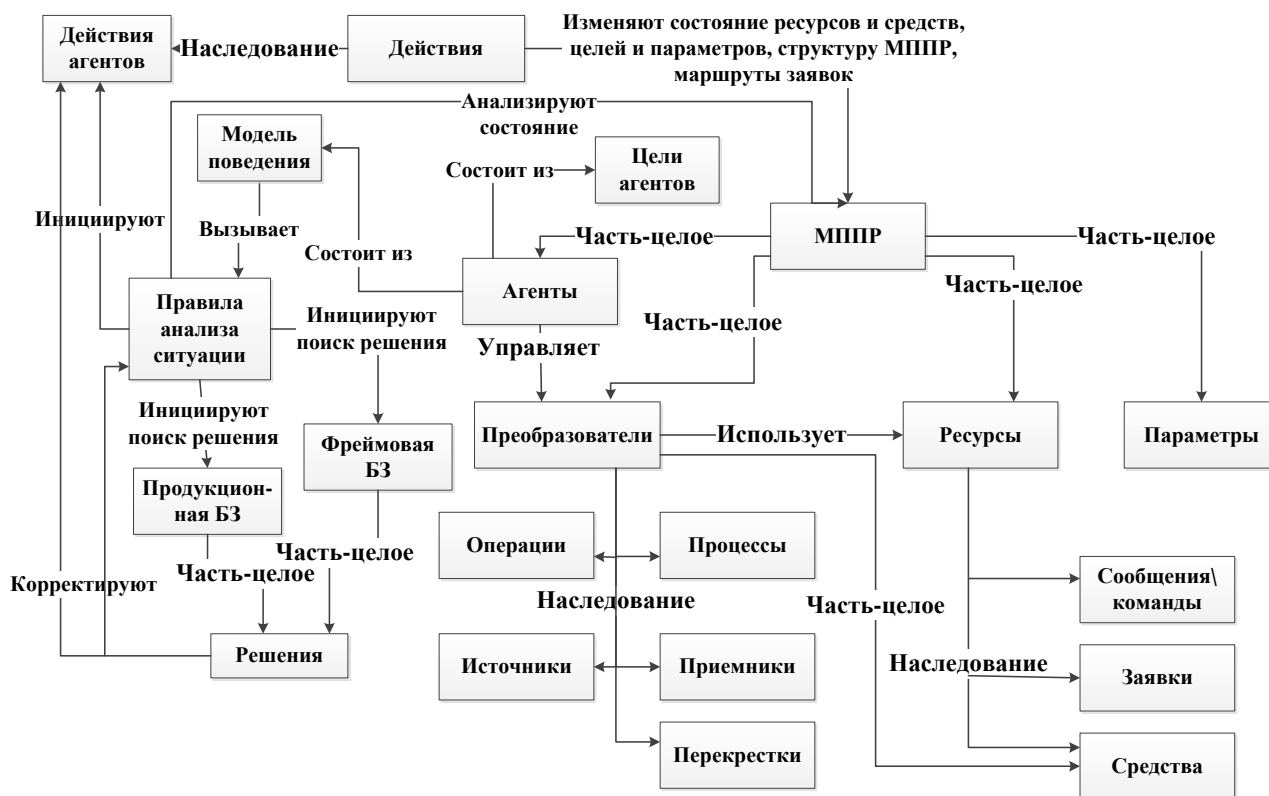 Действия
агентов
Наследование
Действия
Изменяют состояние ресурсов и средств,
целей и параметров, структуру МППР,
маршруты заявок
Анализируют
состояние
Модель
поведения
Состоит из
Цели
агентов
Инициируют
Вызывает
Состоит из
Часть-целое
МППР
Часть-целое
Агенты
Часть-целое
Правила
анализа
ситуации
Инициируют
поиск решения
Управляет
Часть-целое
Инициируют
поиск решения
Преобразователи
Использует
Ресурсы
Параметры
Фреймовая
БЗ
Продукцион-
ная БЗ
Часть-целое
Часть-целое
Корректируют
Решения
Операции
Процессы
Наследование
Часть-целое
Сообщения\
команды
Источники
Приемники
Наследование
Заявки
Перекрестки
Средства